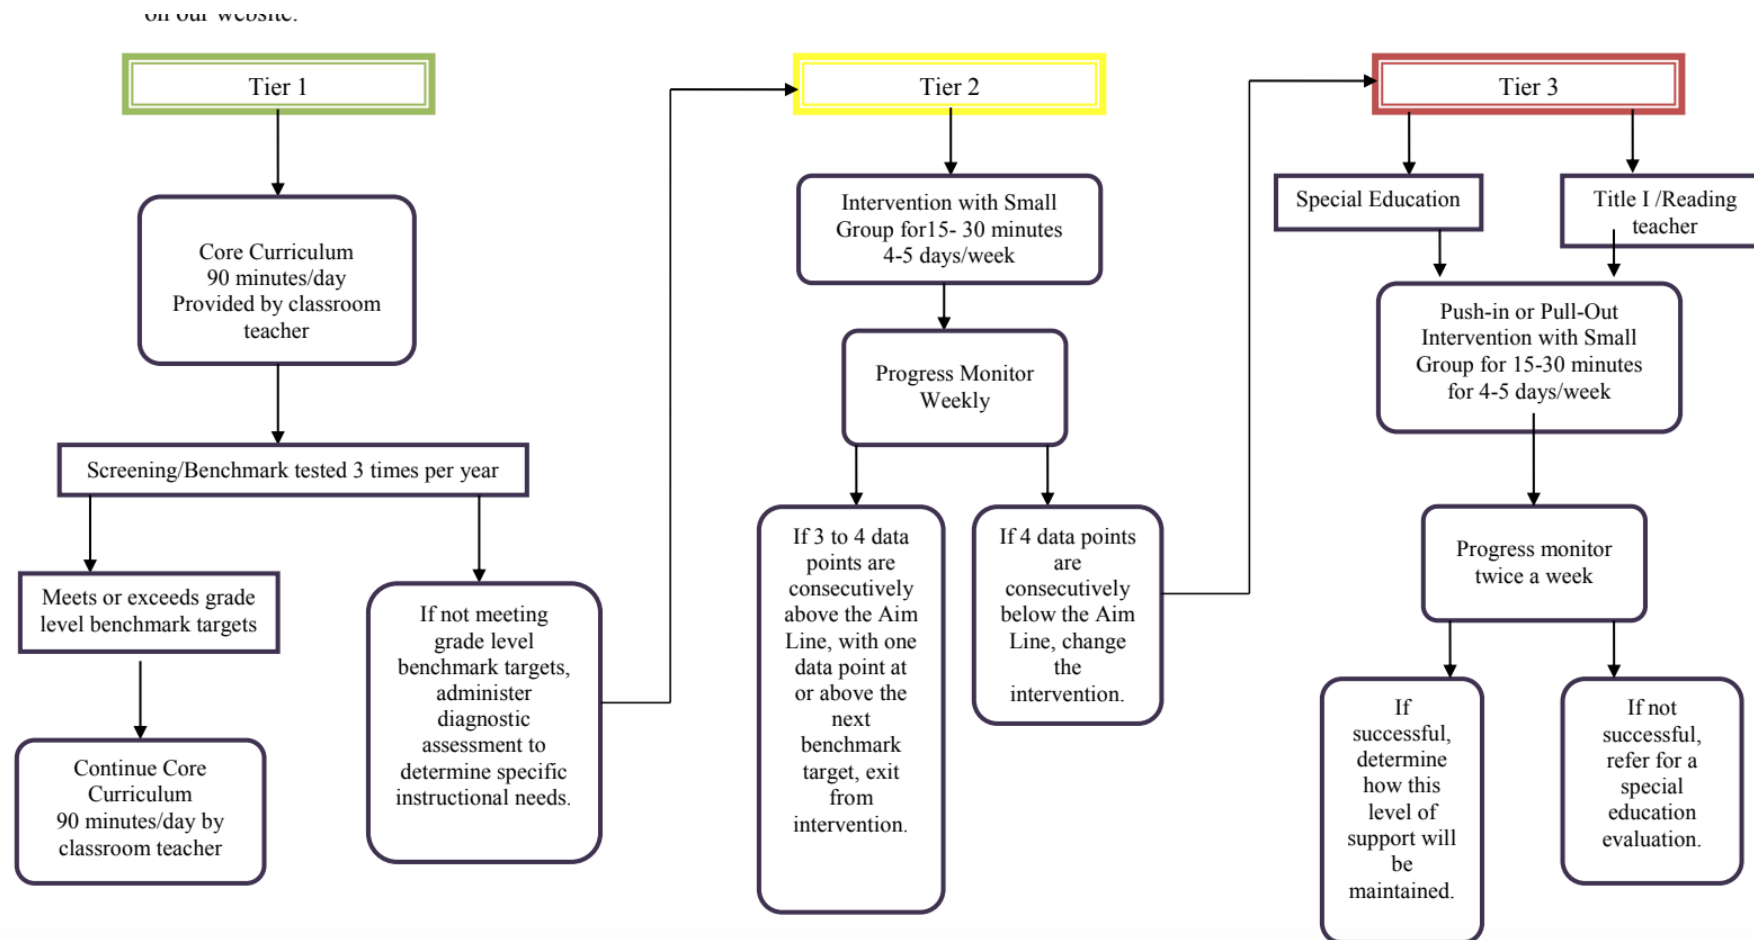 on our website.
Tier 1
Core Curriculum
90 minutes/day
Provided by classroom
teacher
Screening/Benchmark tested 3 times per year
Meets or exceeds grade
level benchmark targets
Continue Core
Curriculum
90 minutes/day by
classroom teacher
If not meeting
grade level
benchmark targets,
administer
diagnostic
assessment to
determine specific
instructional needs.
Tier 2
Intervention with Small
Group for15- 30 minutes
4-5 days/week
Progress Monitor
Weekly
If 3 to 4 data
points are
consecutively
above the Aim
Line, with one
data point at
or above the
next
benchmark
target, exit
from
intervention.
If 4 data points
are
consecutively
below the Aim
Line, change
the
intervention.
Tier 3
Special Education
Title I /Reading
teacher
Push-in or Pull-Out
Intervention with Small
Group for 15-30 minutes
for 4-5 days/week
Progress monitor
twice a week
If
successful,
determine
how this
level of
support will
be
maintained.
If not
successful,
refer for a
special
education
evaluation.